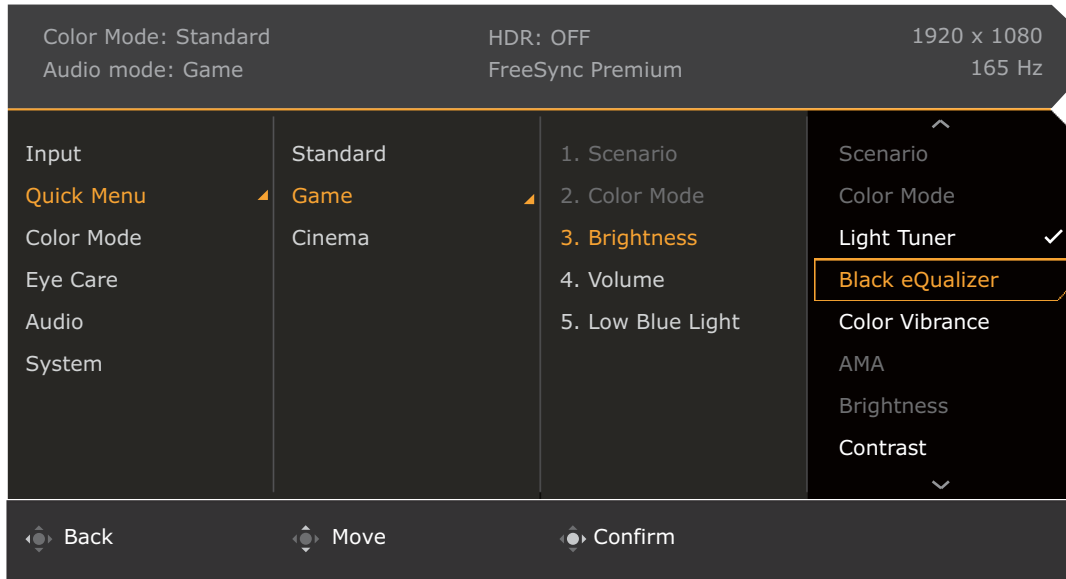 Color Mode: Standard
Audio mode: Game
HDR: OFF
FreeSync Premium
1920 x 1080
165 Hz
Input
Quick Menu
Color Mode
Eye Care
Audio
System
Standard
Game
Cinema
1. Scenario
2. Color Mode
3. Brightness
4. Volume
5. Low Blue Light
Scenario
Color Mode
Light Tuner
Black eQualizer
Color Vibrance
AMA
Brightness
Contrast
Back
Move
Confirm